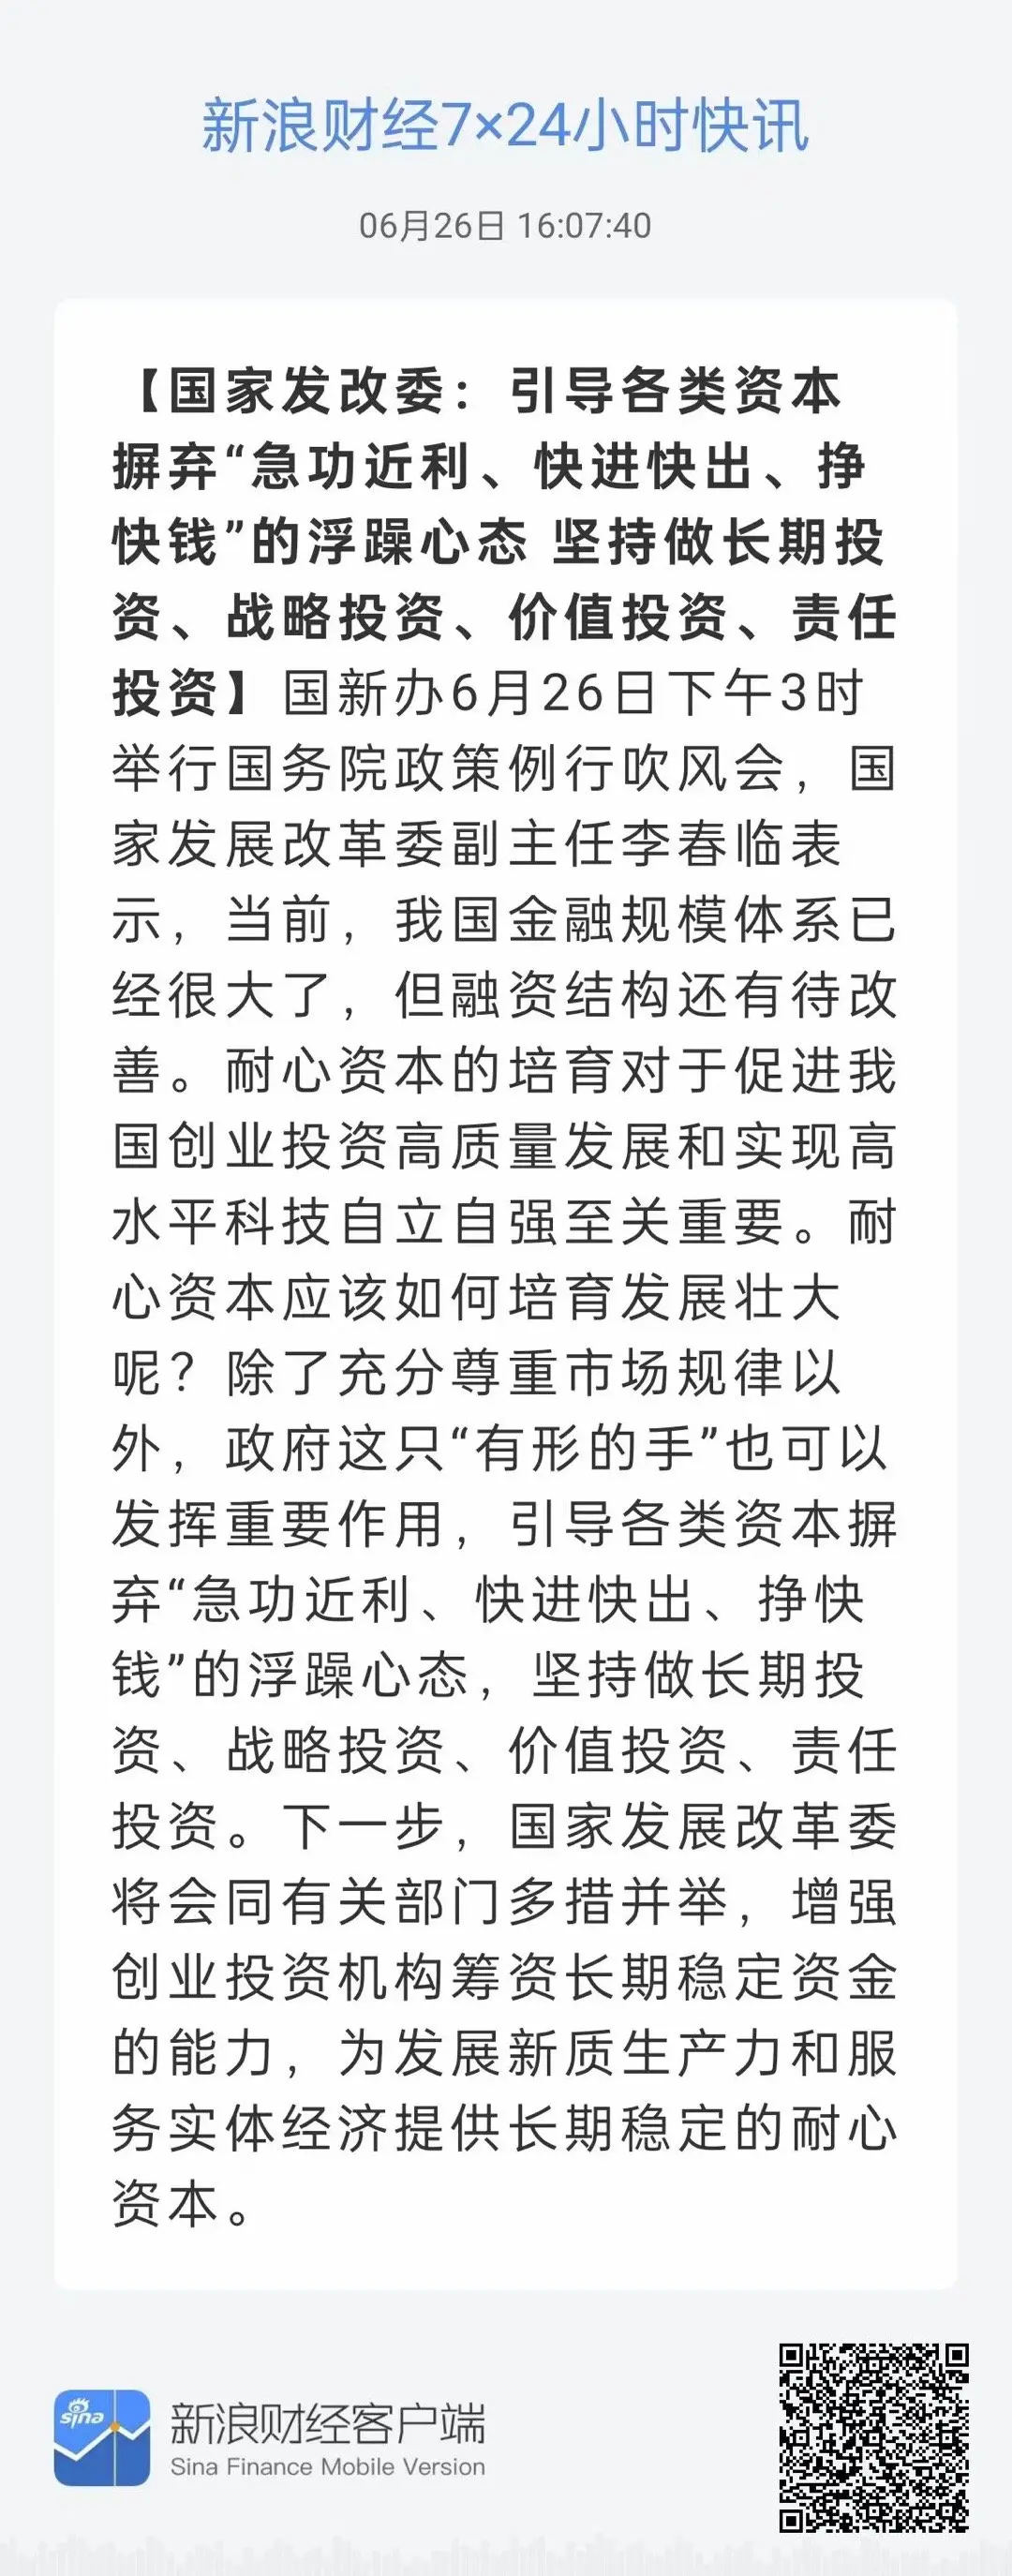 新浪财经7×24小时快讯
06月26日 16:07:40
【国家发改委：引导各类资本
摒弃“急功近利、快进快出、挣
快钱”的浮躁心态 坚持做长期投
资、战略投资、价值投资、责任
投资】国新办6月26日下午3时
举行国务院政策例行吹风会，国
家发展改革委副主任李春临表
示，当前，我国金融规模体系已
经很大了，但融资结构还有待改
善。耐心资本的培育对于促进我
国创业投资高质量发展和实现高
水平科技自立自强至关重要。耐
心资本应该如何培育发展壮大
呢？除了充分尊重市场规律以
外，政府这只“有形的手”也可以
发挥重要作用，引导各类资本摒
弃“急功近利、快进快出、挣快
钱”的浮躁心态，坚持做长期投
资、战略投资、价值投资、责任
投资。下一步，国家发展改革委
将会同有关部门多措并举，增强
创业投资机构筹资长期稳定资金
的能力，为发展新质生产力和服
务实体经济提供长期稳定的耐心
资本。
sina
新浪财经客户端
Sina Finance Mobile Version